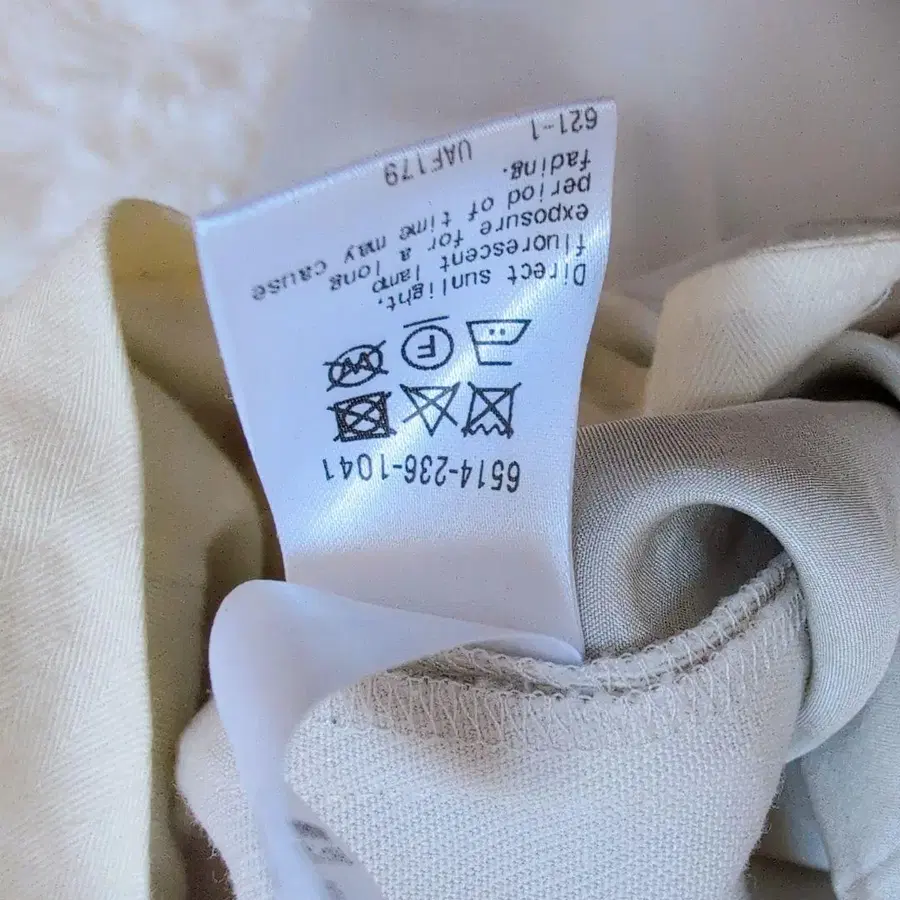 6514-236-1041
F
Direct sunlight.
fluorescent lamp
exposure for a long
period of time may cause
fading.
UAF179
621-1